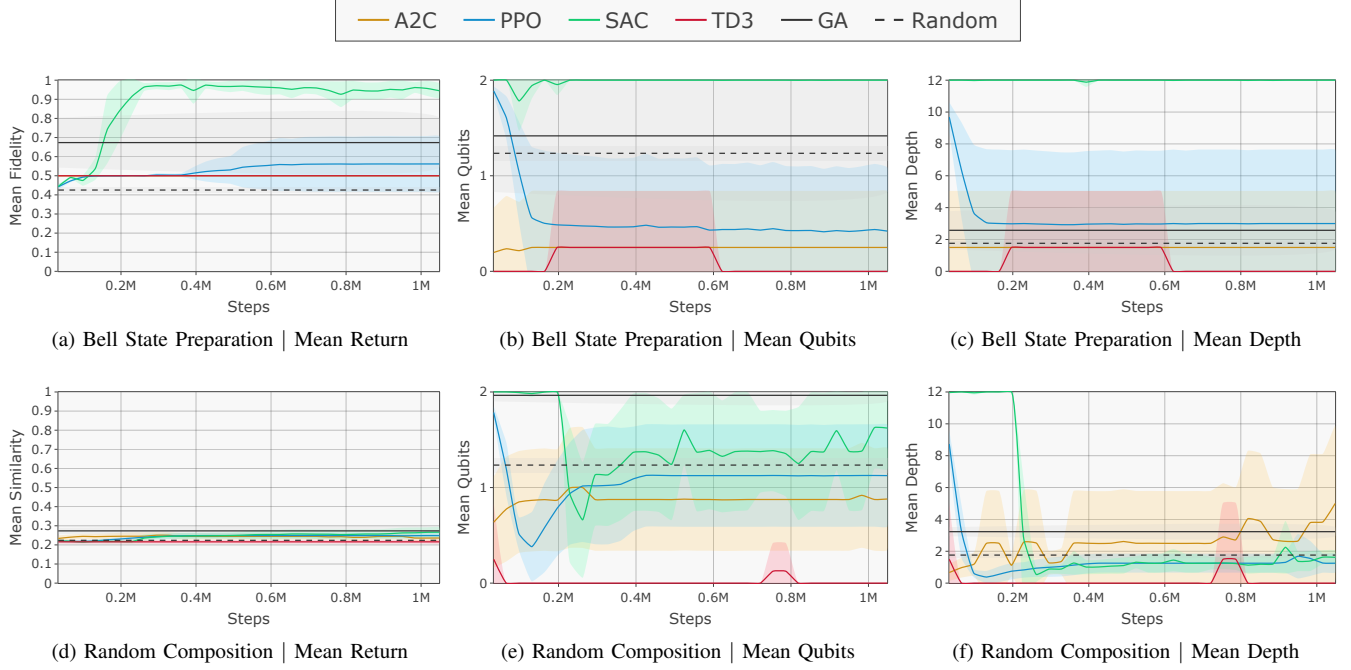 A2C PPO SAC TD3 GA Random
1
0.9
0.8
0.7
0.6
0.5
0.4
0.3
0.2
0.1
0
Mean Fidelity
0.2M 0.4M 0.6M 0.8M 1M
Steps
(a) Bell State Preparation | Mean Return
2
1
0
Mean Qubits
0.2M 0.4M 0.6M 0.8M 1M
Steps
(b) Bell State Preparation | Mean Qubits
12
10
8
6
4
2
0
Mean Depth
0.2M 0.4M 0.6M 0.8M 1M
Steps
(c) Bell State Preparation | Mean Depth
1
0.9
0.8
0.7
0.6
0.5
0.4
0.3
0.2
0.1
0
Mean Similarity
0.2M 0.4M 0.6M 0.8M 1M
Steps
(d) Random Composition | Mean Return
2
1
0
Mean Qubits
0.2M 0.4M 0.6M 0.8M 1M
Steps
(e) Random Composition | Mean Qubits
12
10
8
6
4
2
0
Mean Depth
0.2M 0.4M 0.6M 0.8M 1M
Steps
(f) Random Composition | Mean Depth